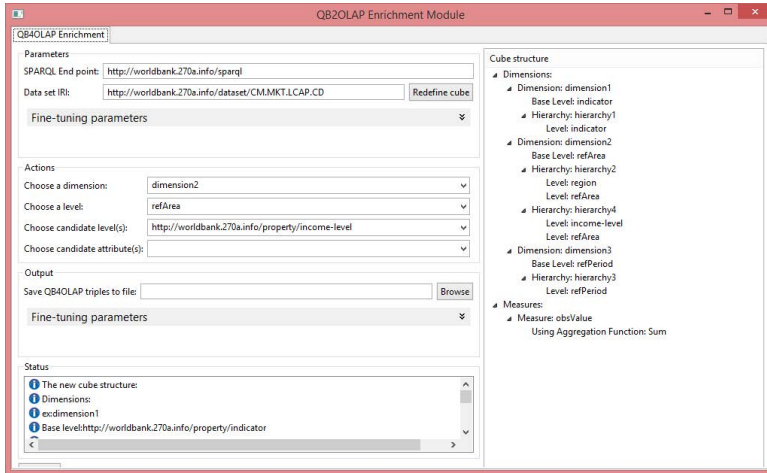 QB2OLAP Enrichment Module
QB4OLAP Enrichment
Parameters
SPARQL End point: http://worldbank.270a.info/sparql
Data set IRI: http://worldbank.270a.info/dataset/CM.MKT.LCAP.CD Redefine cube
Fine-tuning parameters
Actions
Choose a dimension: dimension2
Choose a level: refArea
Choose candidate level(s): http://worldbank.270a.info/property/income-level
Choose candidate attribute(s):
Output
Save QB4OLAP triples to file: Browse
Fine-tuning parameters
Status
The new cube structure:
Dimensions:
ex:dimension1
Base level:http://worldbank.270a.info/property/indicator
Cube structure
Dimensions:
Dimension: dimension1
Base Level: indicator
Hierarchy: hierarchy1
Level: indicator
Dimension: dimension2
Base Level: refArea
Hierarchy: hierarchy2
Level: region
Level: refArea
Hierarchy: hierarchy4
Level: income-level
Level: refArea
Dimension: dimension3
Base Level: refPeriod
Hierarchy: hierarchy3
Level: refPeriod
Measures:
Measure: obsValue
Using Aggregation Function: Sum